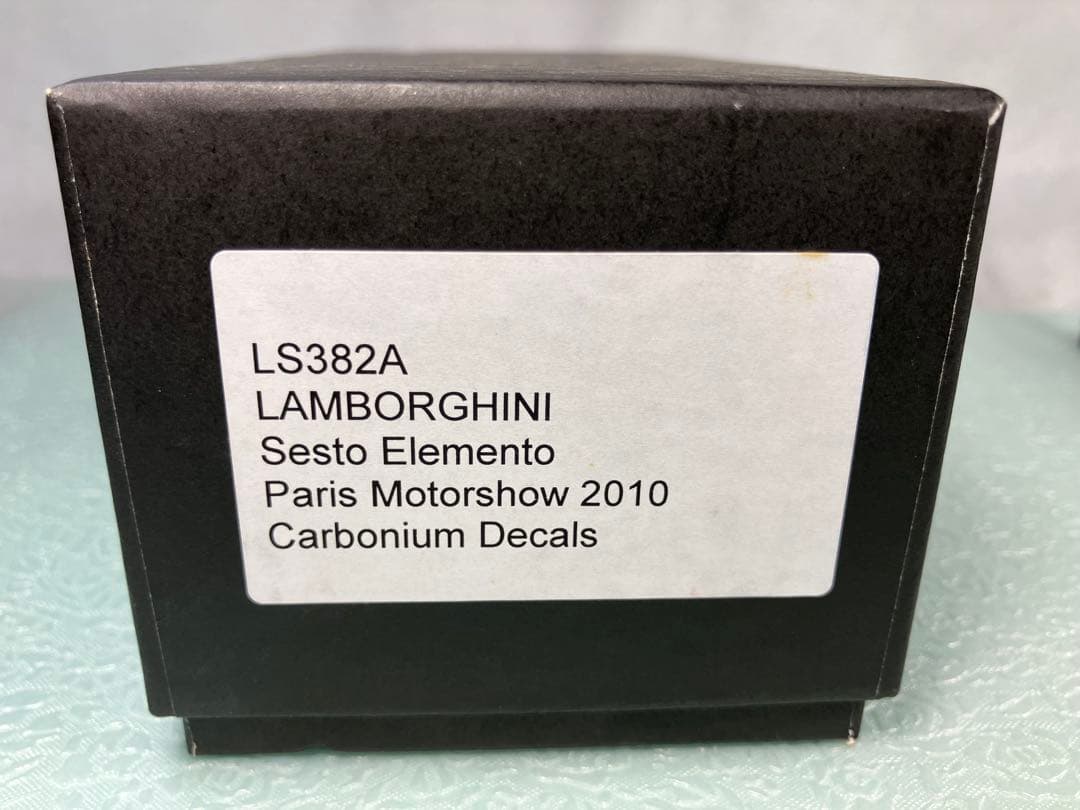 LS382A
LAMBORGHINI
Sesto Elemento
Paris Motorshow 2010
Carbonium Decals